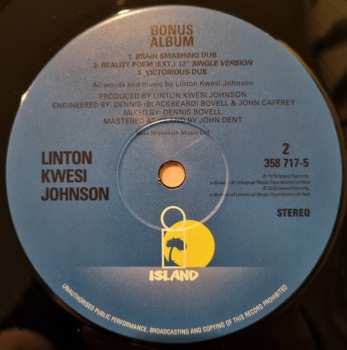 BONUS
ALBUM
1. BRAIN SMASHING DUB
2. REALITY POEM (EXT.) 12" SINGLE VERSION
3. VICTORIOUS DUB
All words and music by Linton Kwesi Johnson
PRODUCED BY LINTON KWESI JOHNSON
ENGINEERED BY: DENNIS (BLACKBEARD) BOVELL & JOHN CAFFREY
MIXED BY: DENNIS BOVELL
MASTERED BY JOHN DENT
LINTON
KWESI
JOHNSON
2
358 717-5
STEREO
ISLAND
UNAUTHORISED PUBLIC PERFORMANCE, BROADCASTING AND COPYING OF THIS RECORD PROHIBITED